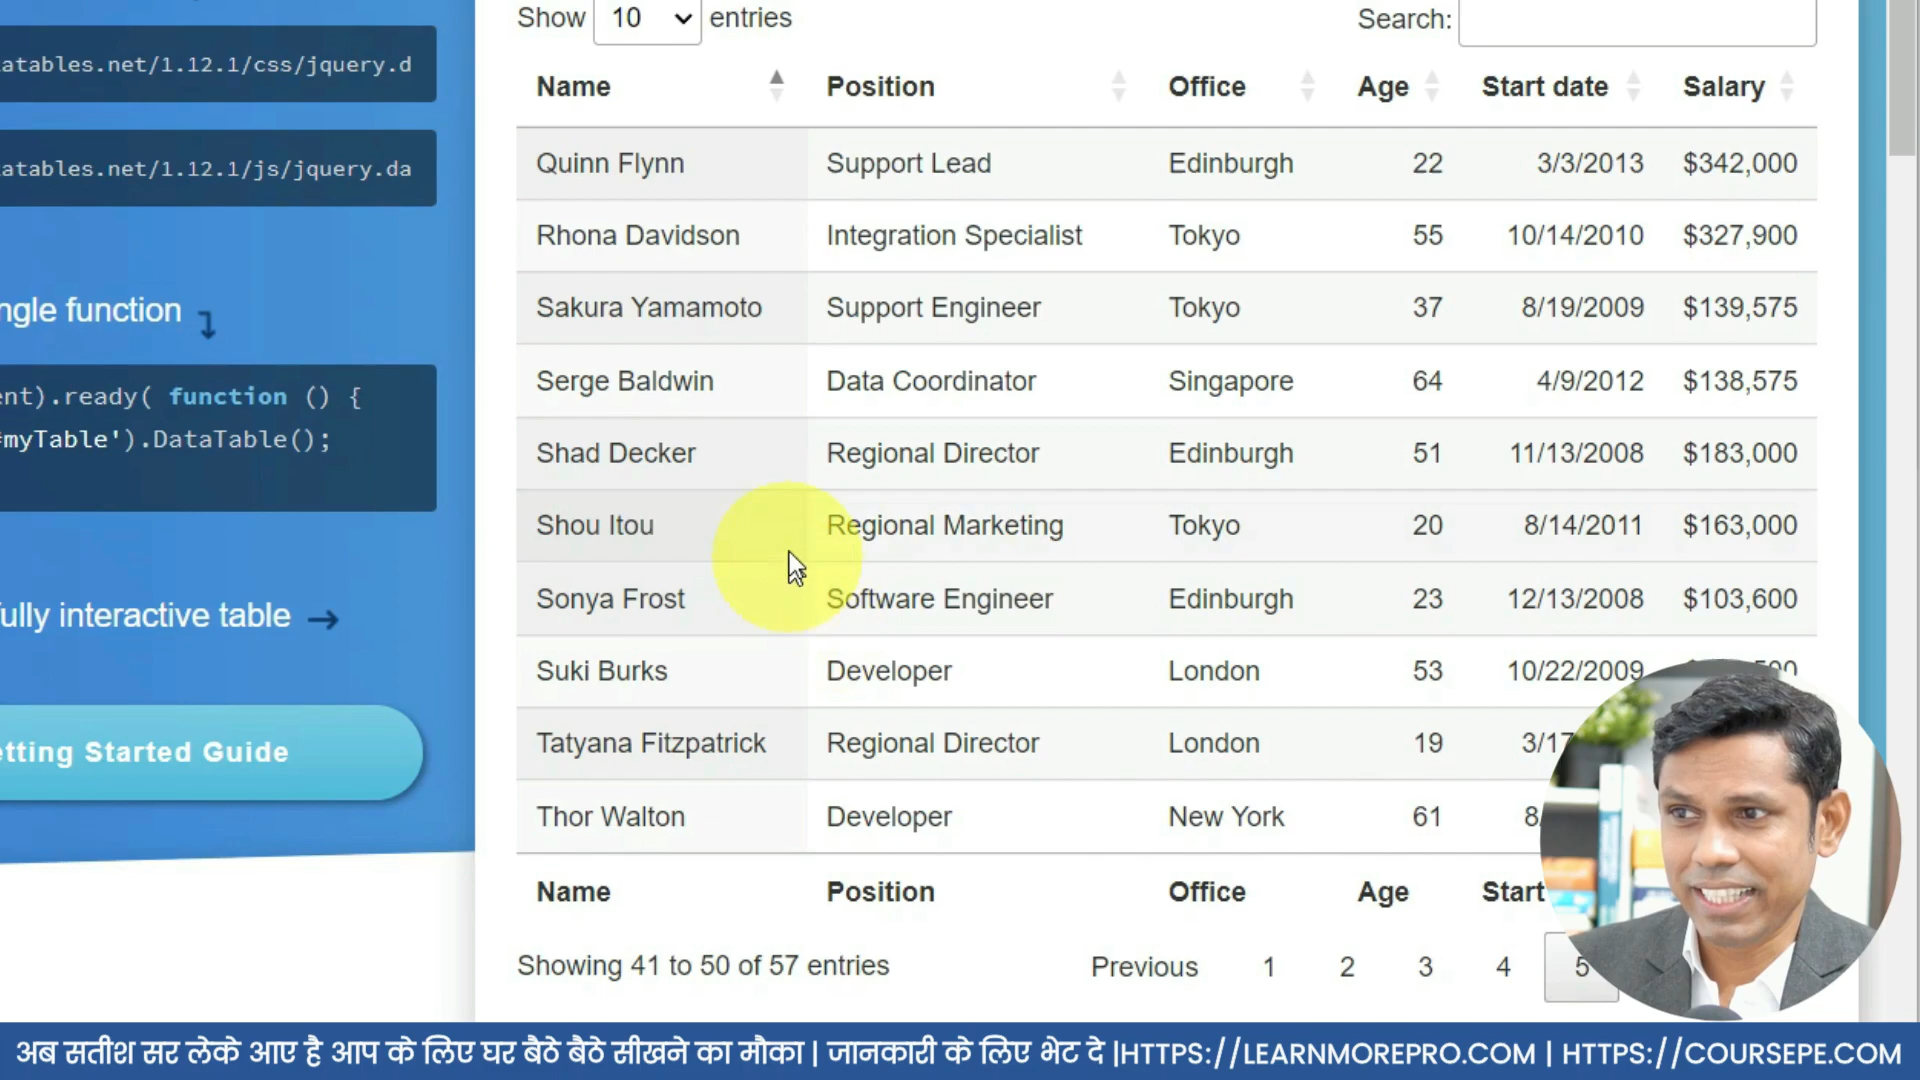 Show 10 entries Search:
atables.net/1.12.1/css/jquery.d
atables.net/1.12.1/js/jquery.da
ngle function
ent).ready( function () {
myTable').DataTable();
ully interactive table →
etting Started Guide
Name Position Office Age Start date Salary
Quinn Flynn Support Lead Edinburgh 22 3/3/2013 $342,000
Rhona Davidson Integration Specialist Tokyo 55 10/14/2010 $327,900
Sakura Yamamoto Support Engineer Tokyo 37 8/19/2009 $139,575
Serge Baldwin Data Coordinator Singapore 64 4/9/2012 $138,575
Shad Decker Regional Director Edinburgh 51 11/13/2008 $183,000
Shou Itou Regional Marketing Tokyo 20 8/14/2011 $163,000
Sonya Frost Software Engineer Edinburgh 23 12/13/2008 $103,600
Suki Burks Developer London 53 10/22/2009
Tatyana Fitzpatrick Regional Director London 19 3/17
Thor Walton Developer New York 61 8/
Name Position Office Age Start
Showing 41 to 50 of 57 entries Previous 1 2 3 4 5
अब सतीश सर लेके आए है आप के लिए घर बैठे बैठे सीखने का मौका | जानकारी के लिए भेट दे |HTTPS://LEARNMOREPRO.COM | HTTPS://COURSEPE.COM